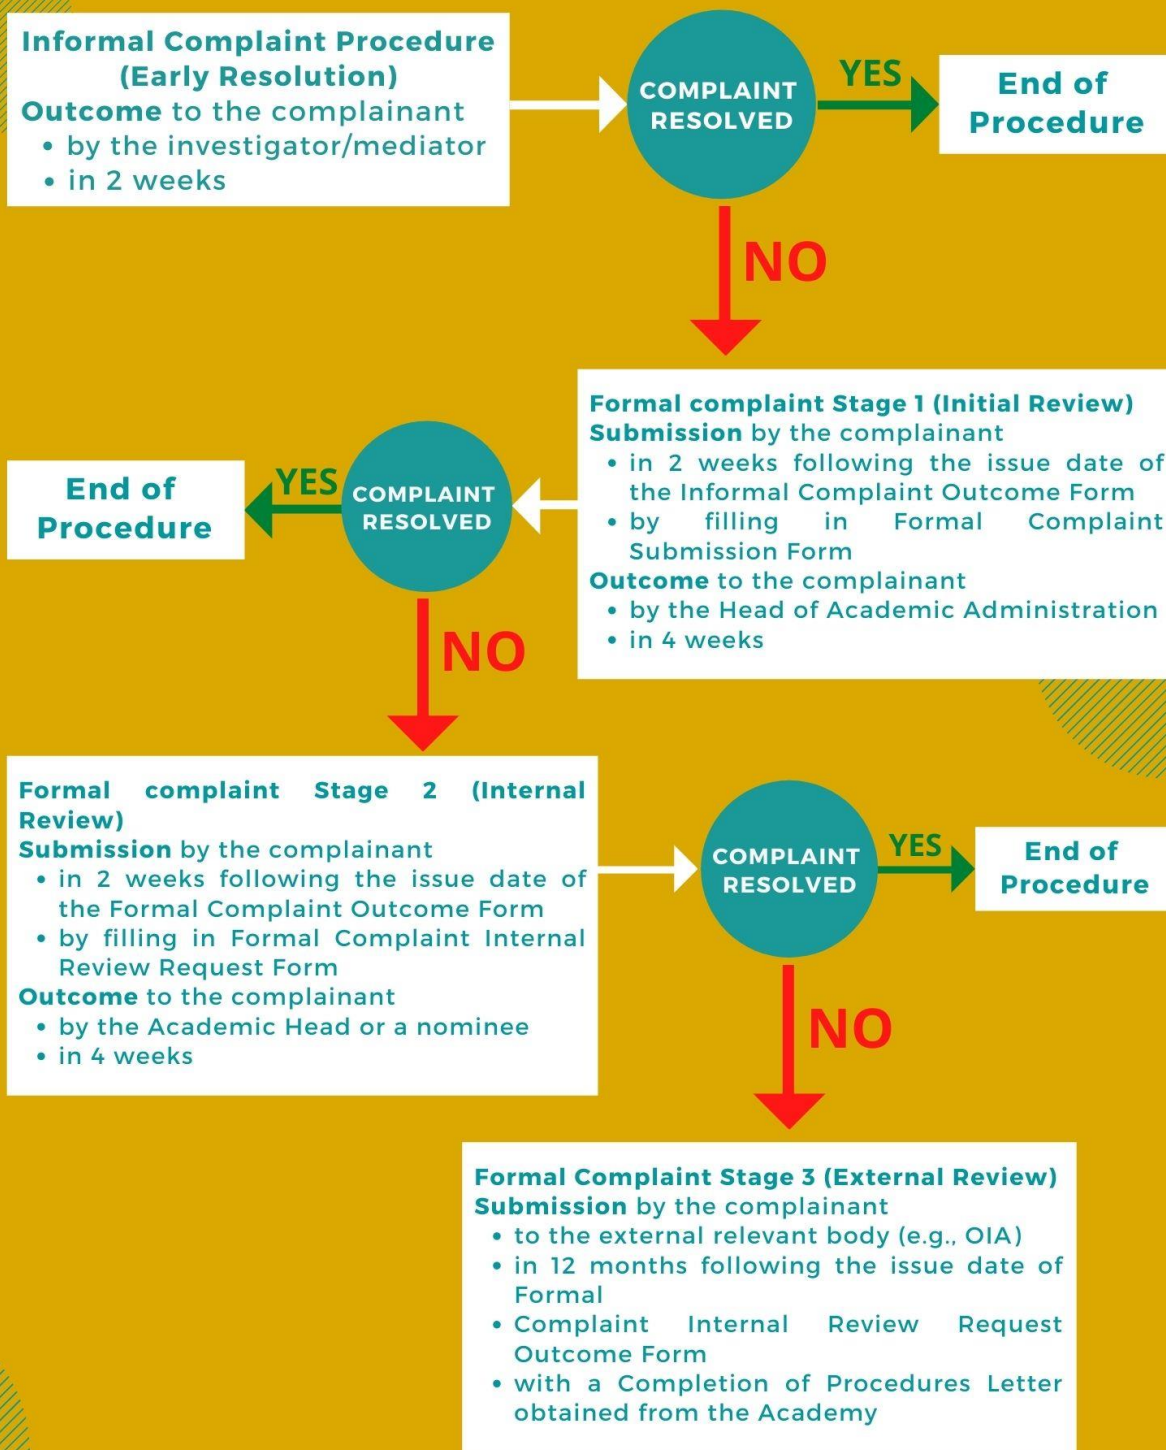 Informal Complaint Procedure
(Early Resolution)
Outcome to the complainant
• by the investigator/mediator
• in 2 weeks
COMPLAINT
RESOLVED
YES
End of
Procedure
NO
Formal complaint Stage 1 (Initial Review)
Submission by the complainant
• in 2 weeks following the issue date of
the Informal Complaint Outcome Form
• by filling in Formal Complaint
Submission Form
Outcome to the complainant
• by the Head of Academic Administration
• in 4 weeks
COMPLAINT
RESOLVED
YES
End of
Procedure
NO
Formal complaint Stage 2 (Internal
Review)
Submission by the complainant
• in 2 weeks following the issue date of
the Formal Complaint Outcome Form
• by filling in Formal Complaint Internal
Review Request Form
Outcome to the complainant
• by the Academic Head or a nominee
• in 4 weeks
COMPLAINT
RESOLVED
YES
End of
Procedure
NO
Formal Complaint Stage 3 (External Review)
Submission by the complainant
• to the external relevant body (e.g., OIA)
• in 12 months following the issue date of
Formal
• Complaint Internal Review Request
Outcome Form
• with a Completion of Procedures Letter
obtained from the Academy